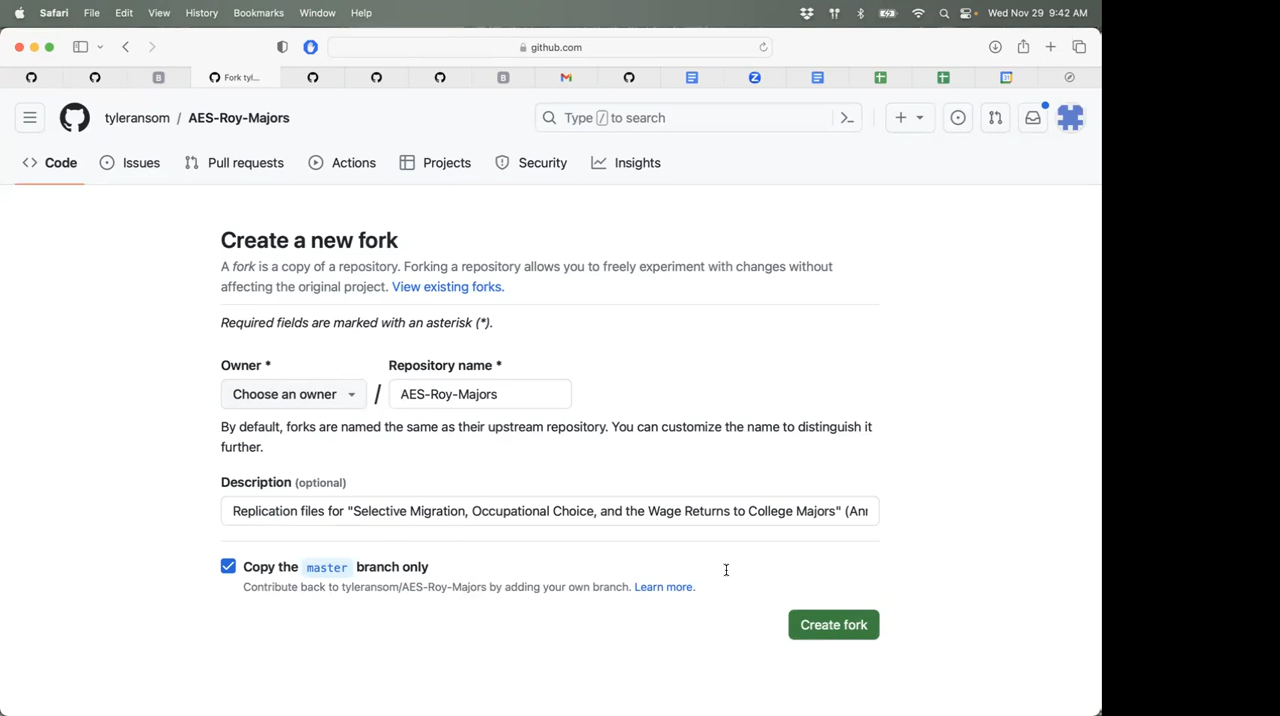 Safari File Edit View History Bookmarks Window Help Wed Nov 29 9:42 AM
github.com
Fork tyl...
tyleransom / AES-Roy-Majors Type / to search
Code Issues Pull requests Actions Projects Security Insights
Create a new fork
A fork is a copy of a repository. Forking a repository allows you to freely experiment with changes without
affecting the original project. View existing forks.
Required fields are marked with an asterisk (*).
Owner * Repository name *
Choose an owner / AES-Roy-Majors
By default, forks are named the same as their upstream repository. You can customize the name to distinguish it
further.
Description (optional)
Replication files for "Selective Migration, Occupational Choice, and the Wage Returns to College Majors" (Ann
Copy the master branch only
Contribute back to tyleransom/AES-Roy-Majors by adding your own branch. Learn more.
Create fork